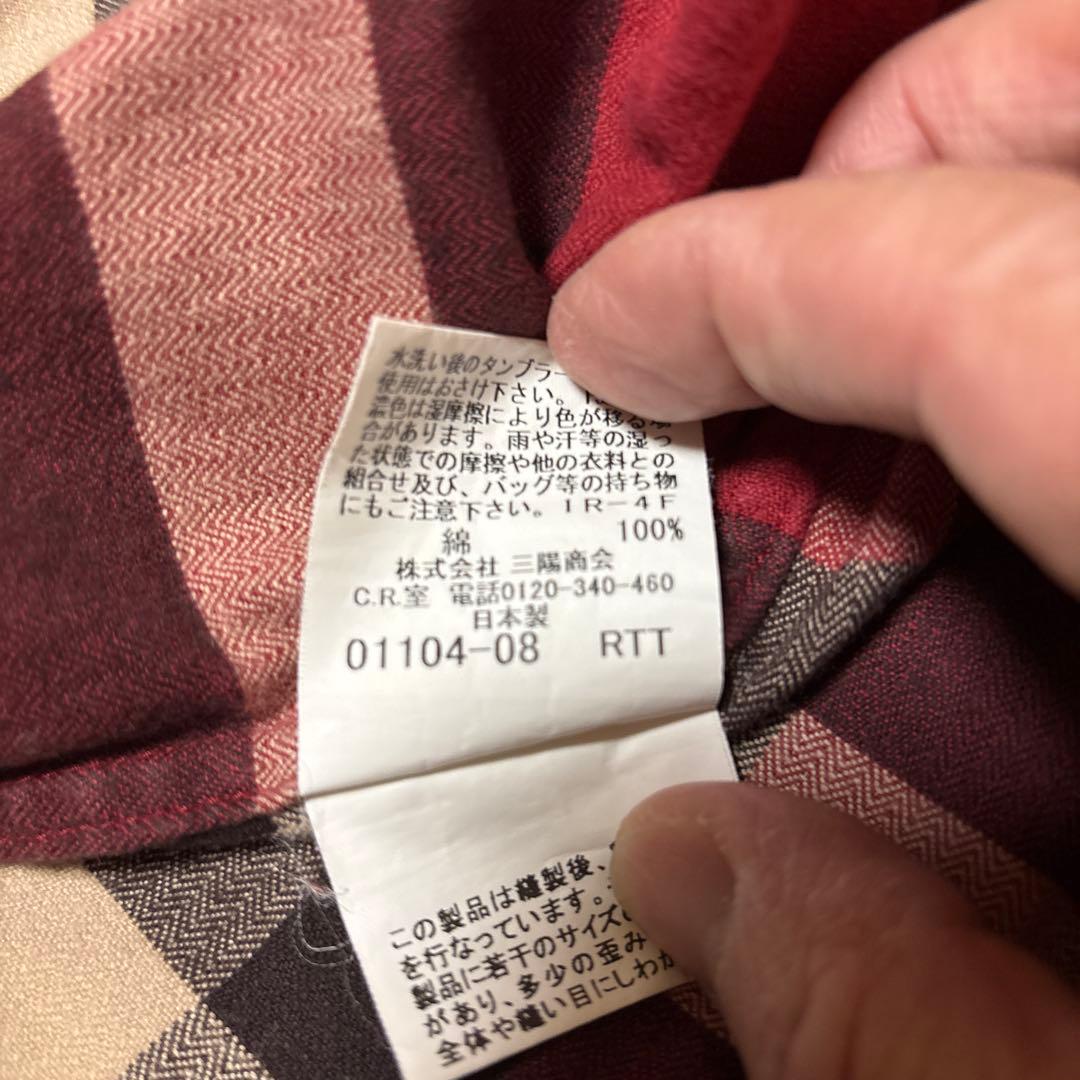 水洗い後のタンブラー
使用はおさけ下さい。
濃色は湿摩擦により色が移る場
合があります。雨や汗等の湿っ
た状態での摩擦や他の衣料との
組合せ及び、バッグ等の持ち物
にもご注意下さい。IR-4F
綿 100%
株式会社 三陽商会
C.R.室 電話0120-340-460
日本製
01104-08 RTT
この製品は縫製後、
を行なっています。
製品に若干のサイズの
があり、多少の歪み
全体や縫い目にしわが